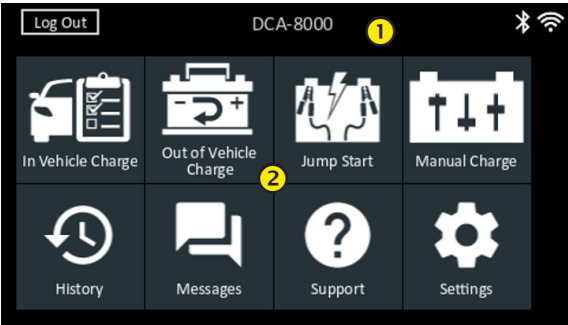 Log Out
DCA-8000
1
In Vehicle Charge
Out of Vehicle
Charge
Jump Start
Manual Charge
2
History
Messages
Support
Settings